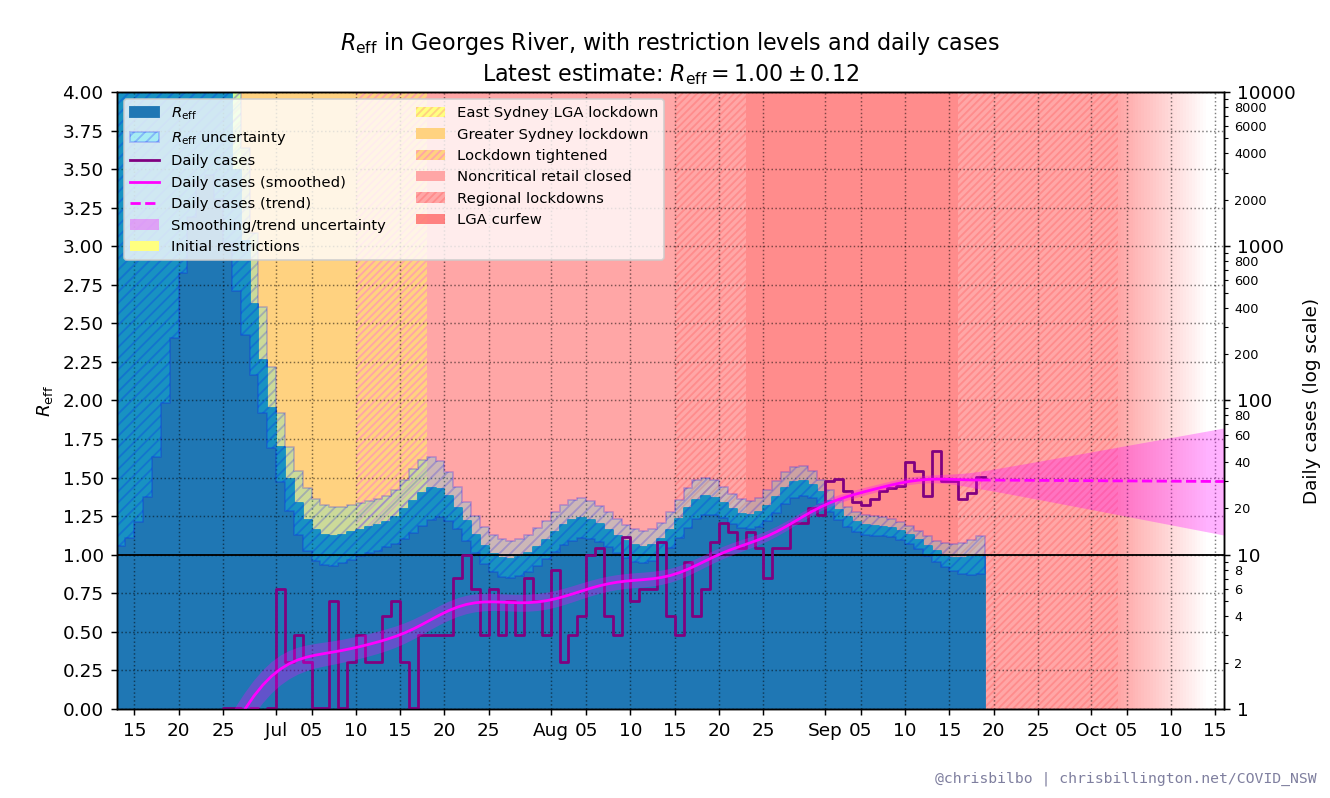 Reff in Georges River, with restriction levels and daily cases
Latest estimate: Reff = 1.00 ± 0.12
Reff
Reff uncertainty
Daily cases
Daily cases (smoothed)
Daily cases (trend)
Smoothing/trend uncertainty
Initial restrictions
East Sydney LGA lockdown
Greater Sydney lockdown
Lockdown tightened
Noncritical retail closed
Regional lockdowns
LGA curfew
Reff
4.00
3.75
3.50
3.25
3.00
2.75
2.50
2.25
2.00
1.75
1.50
1.25
1.00
0.75
0.50
0.25
0.00
10000
8000
6000
4000
2000
1000
800
600
400
200
100
80
60
40
20
10
8
6
4
2
1
Daily cases (log scale)
15 20 25 Jul 05 10 15 20 25 Aug 05 10 15 20 25 Sep 05 10 15 20 25 Oct 05 10 15
@chrisbilbo | chrisbillington.net/COVID_NSW